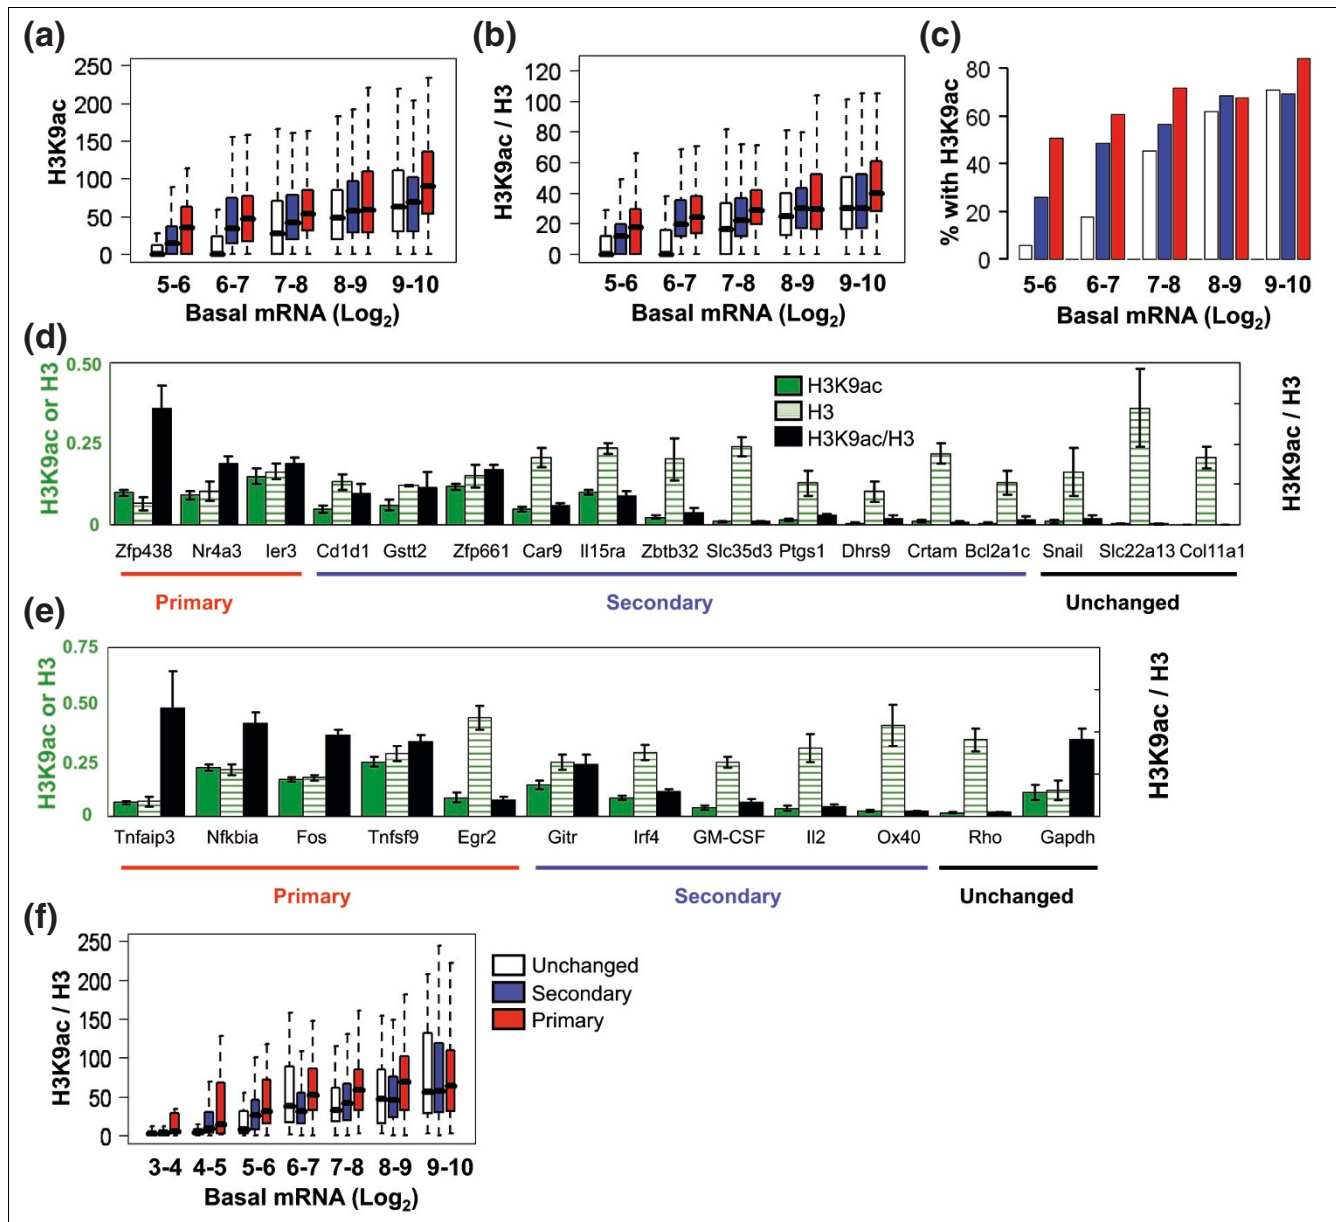 (a)
H3K9ac
250
200
150
100
50
0
5-6 6-7 7-8 8-9 9-10
Basal mRNA (Log2)
(b)
H3K9ac / H3
120
100
80
60
40
20
0
5-6 6-7 7-8 8-9 9-10
Basal mRNA (Log2)
(c)
% with H3K9ac
80
60
40
20
0
5-6 6-7 7-8 8-9 9-10
Basal mRNA (Log2)
(d)
H3K9ac or H3
0.50
0.25
0
H3K9ac
H3
H3K9ac/H3
H3K9ac / H3
Zfp438 Nr4a3 Ier3 Cd1d1 Gstt2 Zfp661 Car9 Il15ra Zbtb32 Slc35d3 Ptgs1 Dhrs9 Crtam Bcl2a1c Snail Slc22a13 Col11a1
Primary Secondary Unchanged
(e)
H3K9ac or H3
0.75
0.50
0.25
0
H3K9ac / H3
Tnfaip3 Nfkbia Fos Tnfsf9 Egr2 Gitr Irf4 GM-CSF Il2 Ox40 Rho Gapdh
Primary Secondary Unchanged
(f)
H3K9ac / H3
250
200
150
100
50
0
3-4 4-5 5-6 6-7 7-8 8-9 9-10
Basal mRNA (Log2)
Unchanged
Secondary
Primary